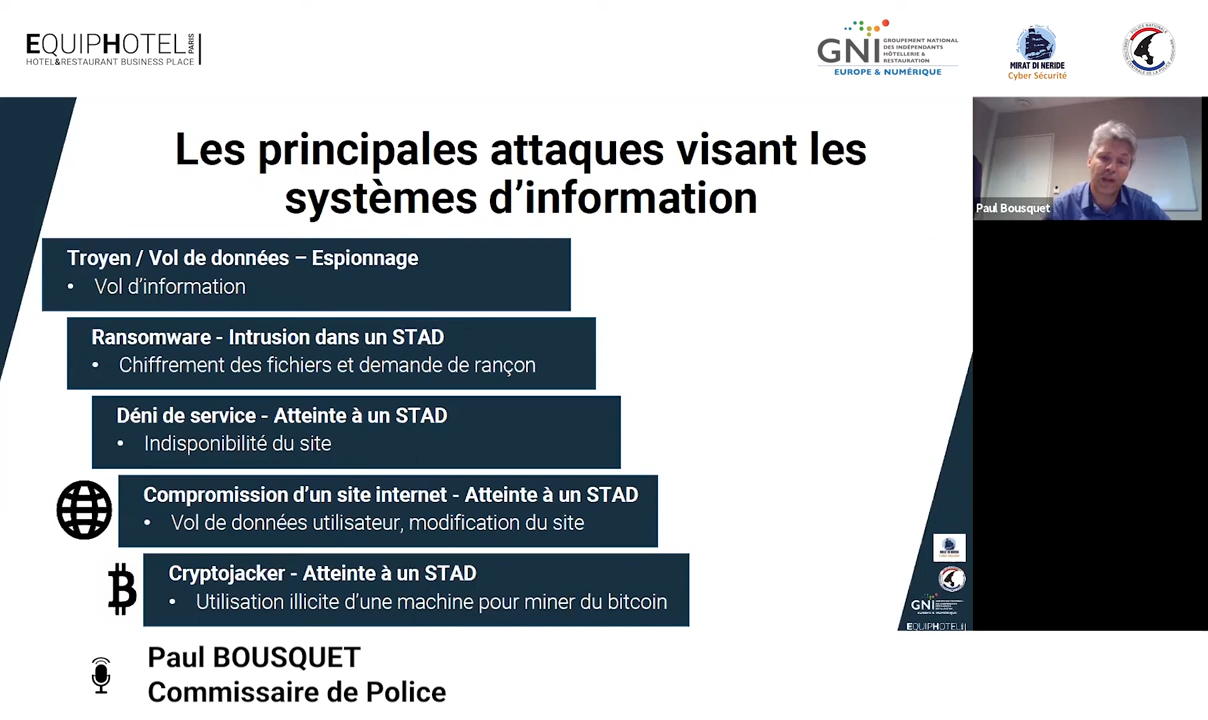 EQUIPHOTEL PARIS
HOTEL&RESTAURANT BUSINESS PLACE
GNI GROUPEMENT NATIONAL
DES INDÉPENDANTS
HÔTELLERIE &
RESTAURATION
EUROPE & NUMÉRIQUE
MIRAT DI NERIDE
Cyber Sécurité
Les principales attaques visant les
systèmes d’information
Paul Bousquet
Troyen / Vol de données – Espionnage
• Vol d’information
Ransomware - Intrusion dans un STAD
• Chiffrement des fichiers et demande de rançon
Déni de service - Atteinte à un STAD
• Indisponibilité du site
Compromission d’un site internet - Atteinte à un STAD
• Vol de données utilisateur, modification du site
Cryptojacker - Atteinte à un STAD
• Utilisation illicite d’une machine pour miner du bitcoin
GNI
EQUIPHOTEL
Paul BOUSQUET
Commissaire de Police